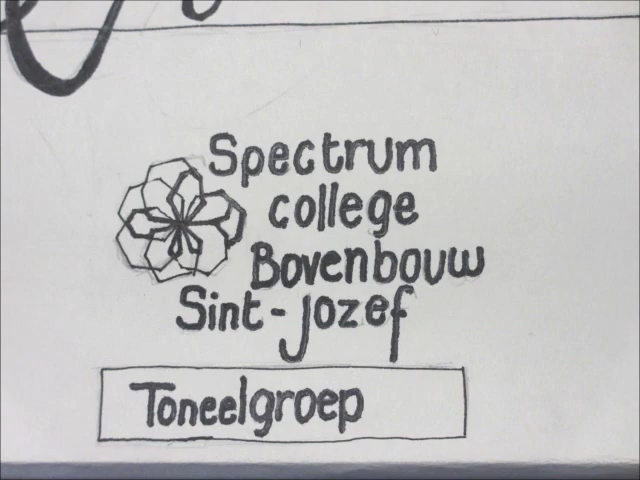 Spectrum
college
Bovenbouw
Sint-Jozef
Toneelgroep